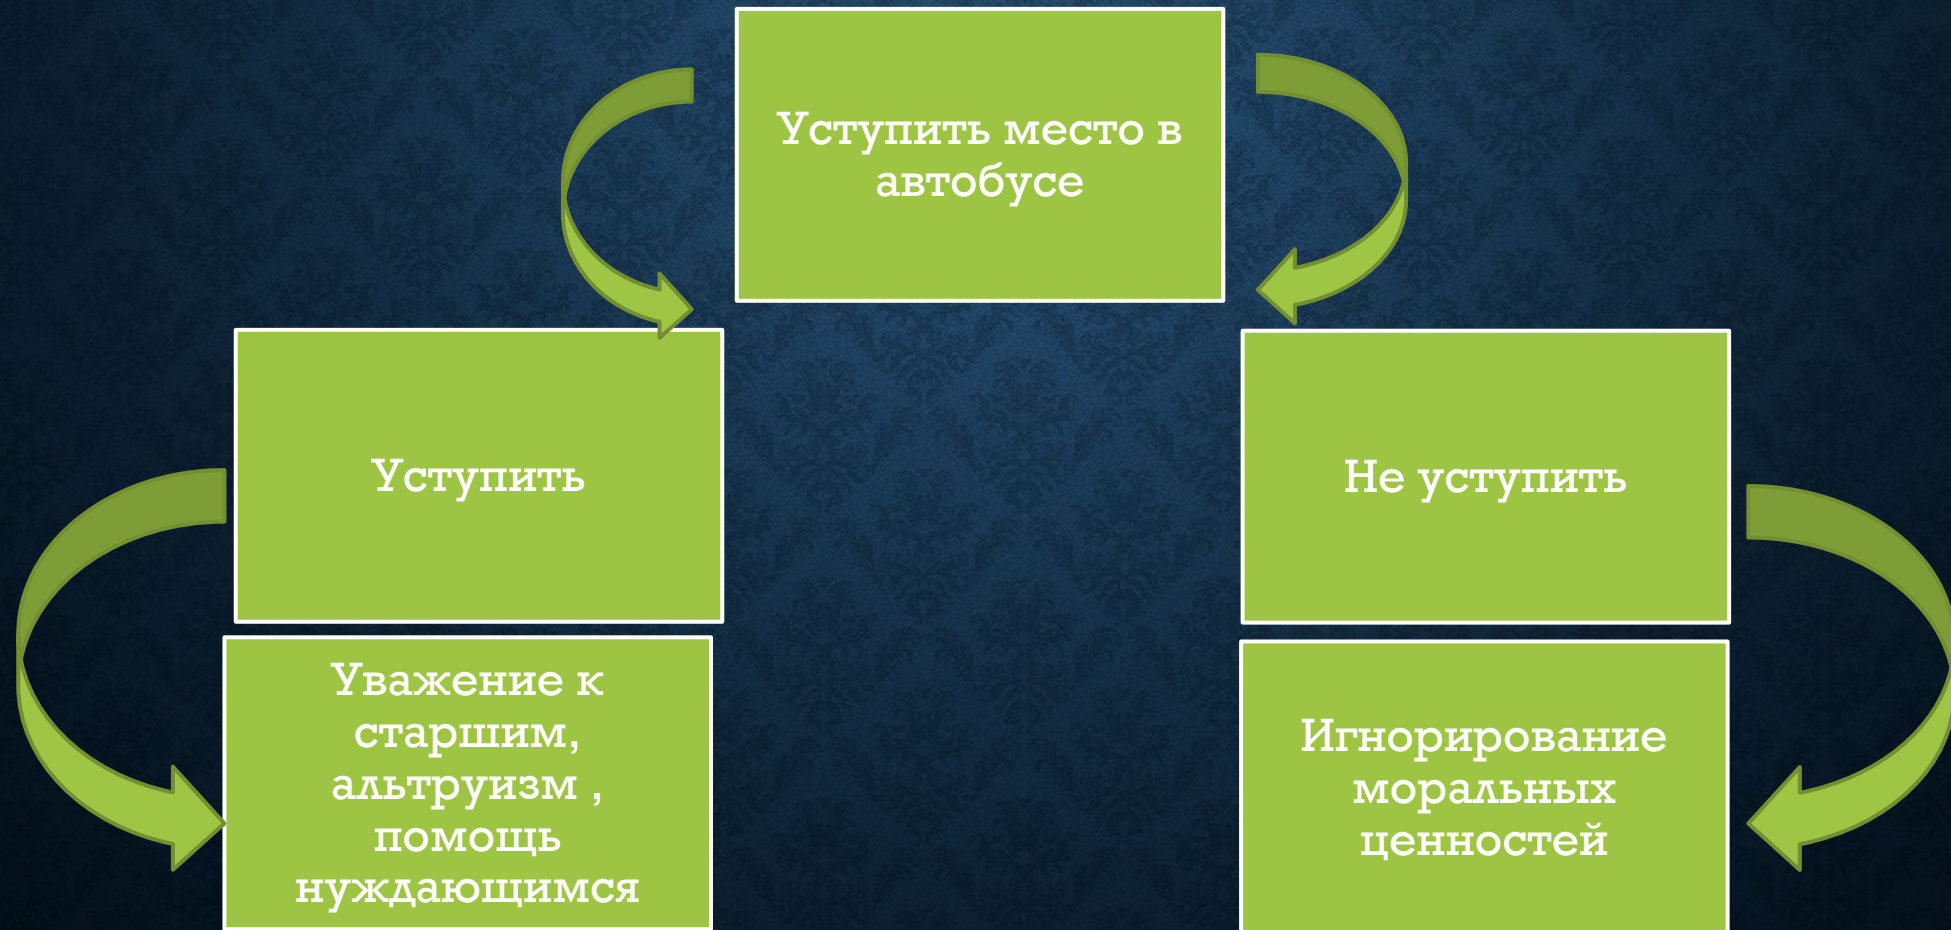 Уступить место в
автобусе
Уступить
Не уступить
Уважение к
старшим,
альтруизм ,
помощь
нуждающимся
Игнорирование
моральных
ценностей